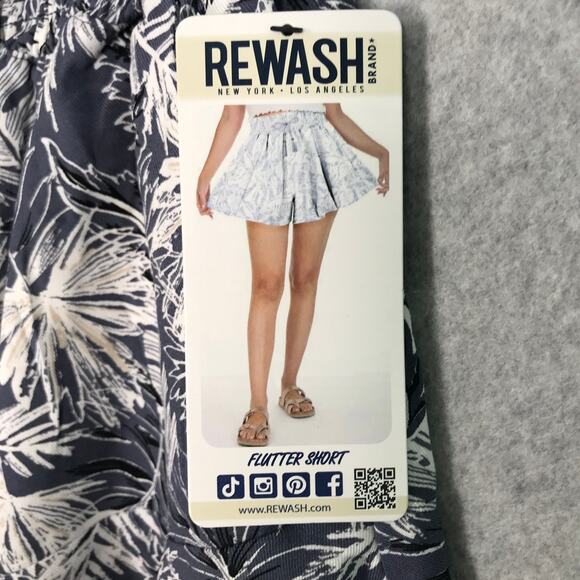 REWASH
BRAND*
NEW YORK • LOS ANGELES
FLUTTER SHORT
www.REWASH.com